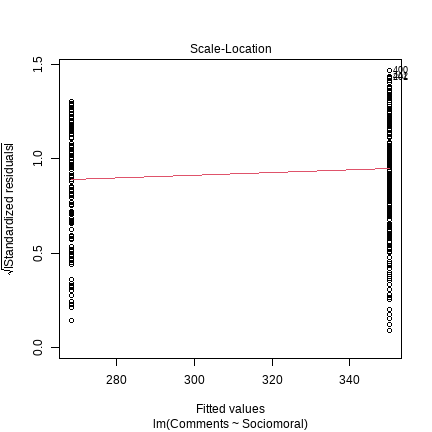 Scale-Location
400
1.5
1.0
0.5
0.0
√|Standardized residuals|
280
300
320
340
Fitted values
lm(Comments ~ Sociomoral)